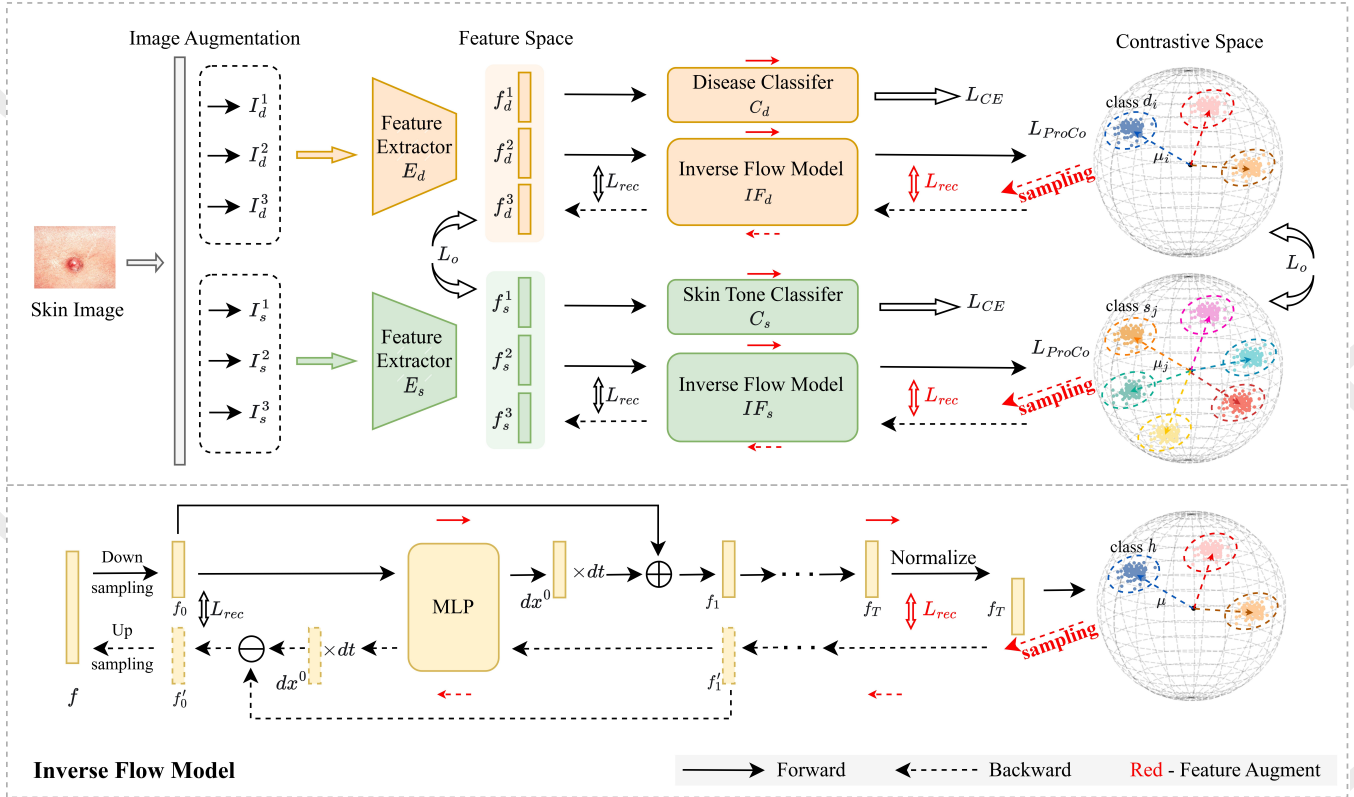 Image Augmentation
Feature Space
Contrastive Space
I_d^1
I_d^2
I_d^3
Feature
Extractor
E_d
f_d^1
f_d^2
f_d^3
Disease Classifer
C_d
L_CE
Inverse Flow Model
IF_d
L_rec
L_rec
L_ProCo
sampling
class d_i
μ_i
Skin Image
L_o
L_o
I_s^1
I_s^2
I_s^3
Feature
Extractor
E_s
f_s^1
f_s^2
f_s^3
Skin Tone Classifer
C_s
L_CE
Inverse Flow Model
IF_s
L_rec
L_rec
L_ProCo
sampling
class s_j
μ_j
f
Down
sampling
Up
sampling
f_0
L_rec
f_0'
MLP
dx^0
×dt
f_1
· · ·
f_T
Normalize
L_rec
f_T
sampling
class h
μ
×dt
dx^0
f_1'
· · ·
Inverse Flow Model
Forward
Backward
Red - Feature Augment